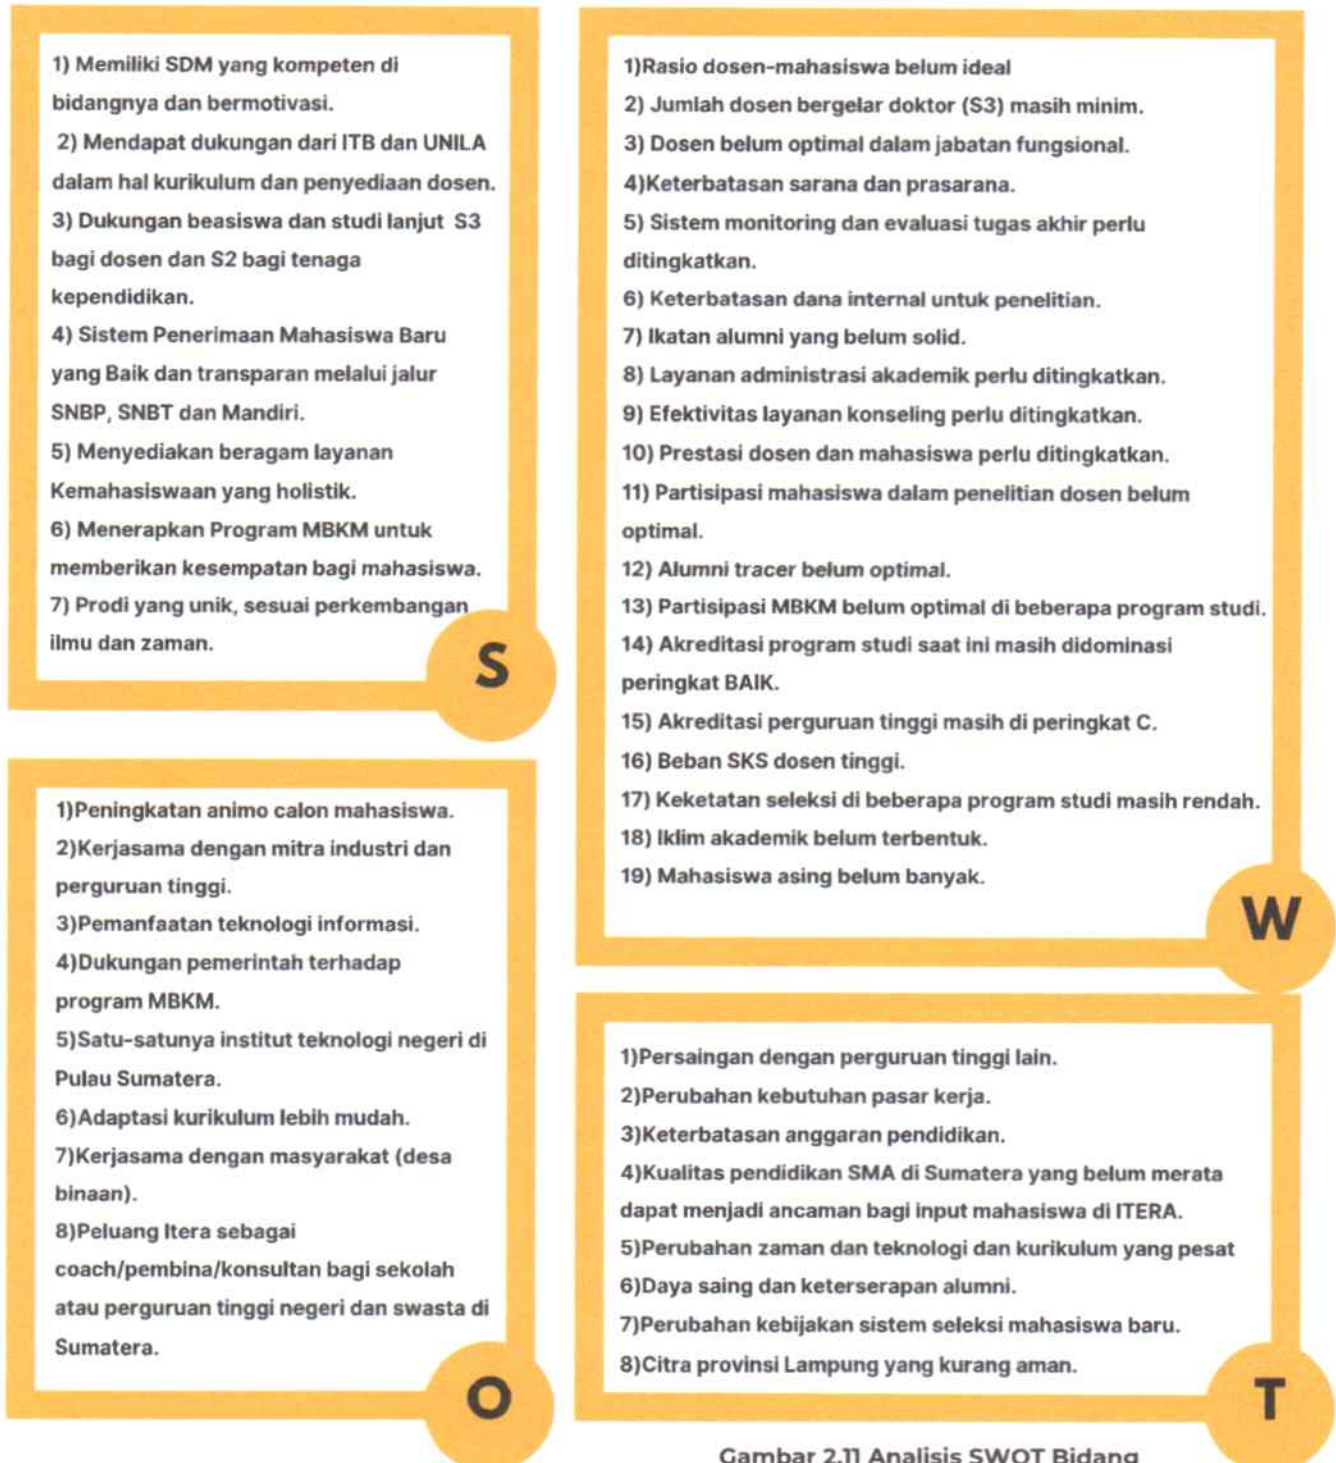 1) Memiliki SDM yang kompeten di
bidangnya dan bermotivasi.
2) Mendapat dukungan dari ITB dan UNILA
dalam hal kurikulum dan penyediaan dosen.
3) Dukungan beasiswa dan studi lanjut S3
bagi dosen dan S2 bagi tenaga
kependidikan.
4) Sistem Penerimaan Mahasiswa Baru
yang Baik dan transparan melalui jalur
SNBP, SNBT dan Mandiri.
5) Menyediakan beragam layanan
Kemahasiswaan yang holistik.
6) Menerapkan Program MBKM untuk
memberikan kesempatan bagi mahasiswa.
7) Prodi yang unik, sesuai perkembangan
ilmu dan zaman.
S
1)Rasio dosen-mahasiswa belum ideal
2) Jumlah dosen bergelar doktor (S3) masih minim.
3) Dosen belum optimal dalam jabatan fungsional.
4)Keterbatasan sarana dan prasarana.
5) Sistem monitoring dan evaluasi tugas akhir perlu
ditingkatkan.
6) Keterbatasan dana internal untuk penelitian.
7) Ikatan alumni yang belum solid.
8) Layanan administrasi akademik perlu ditingkatkan.
9) Efektivitas layanan konseling perlu ditingkatkan.
10) Prestasi dosen dan mahasiswa perlu ditingkatkan.
11) Partisipasi mahasiswa dalam penelitian dosen belum
optimal.
12) Alumni tracer belum optimal.
13) Partisipasi MBKM belum optimal di beberapa program studi.
14) Akreditasi program studi saat ini masih didominasi
peringkat BAIK.
15) Akreditasi perguruan tinggi masih di peringkat C.
16) Beban SKS dosen tinggi.
17) Keketatan seleksi di beberapa program studi masih rendah.
18) Iklim akademik belum terbentuk.
19) Mahasiswa asing belum banyak.
W
1)Peningkatan animo calon mahasiswa.
2)Kerjasama dengan mitra industri dan
perguruan tinggi.
3)Pemanfaatan teknologi informasi.
4)Dukungan pemerintah terhadap
program MBKM.
5)Satu-satunya institut teknologi negeri di
Pulau Sumatera.
6)Adaptasi kurikulum lebih mudah.
7)Kerjasama dengan masyarakat (desa
binaan).
8)Peluang Itera sebagai
coach/pembina/konsultan bagi sekolah
atau perguruan tinggi negeri dan swasta di
Sumatera.
O
1)Persaingan dengan perguruan tinggi lain.
2)Perubahan kebutuhan pasar kerja.
3)Keterbatasan anggaran pendidikan.
4)Kualitas pendidikan SMA di Sumatera yang belum merata
dapat menjadi ancaman bagi input mahasiswa di ITERA.
5)Perubahan zaman dan teknologi dan kurikulum yang pesat
6)Daya saing dan keterserapan alumni.
7)Perubahan kebijakan sistem seleksi mahasiswa baru.
8)Citra provinsi Lampung yang kurang aman.
T
Gambar 2.11 Analisis SWOT Bidang